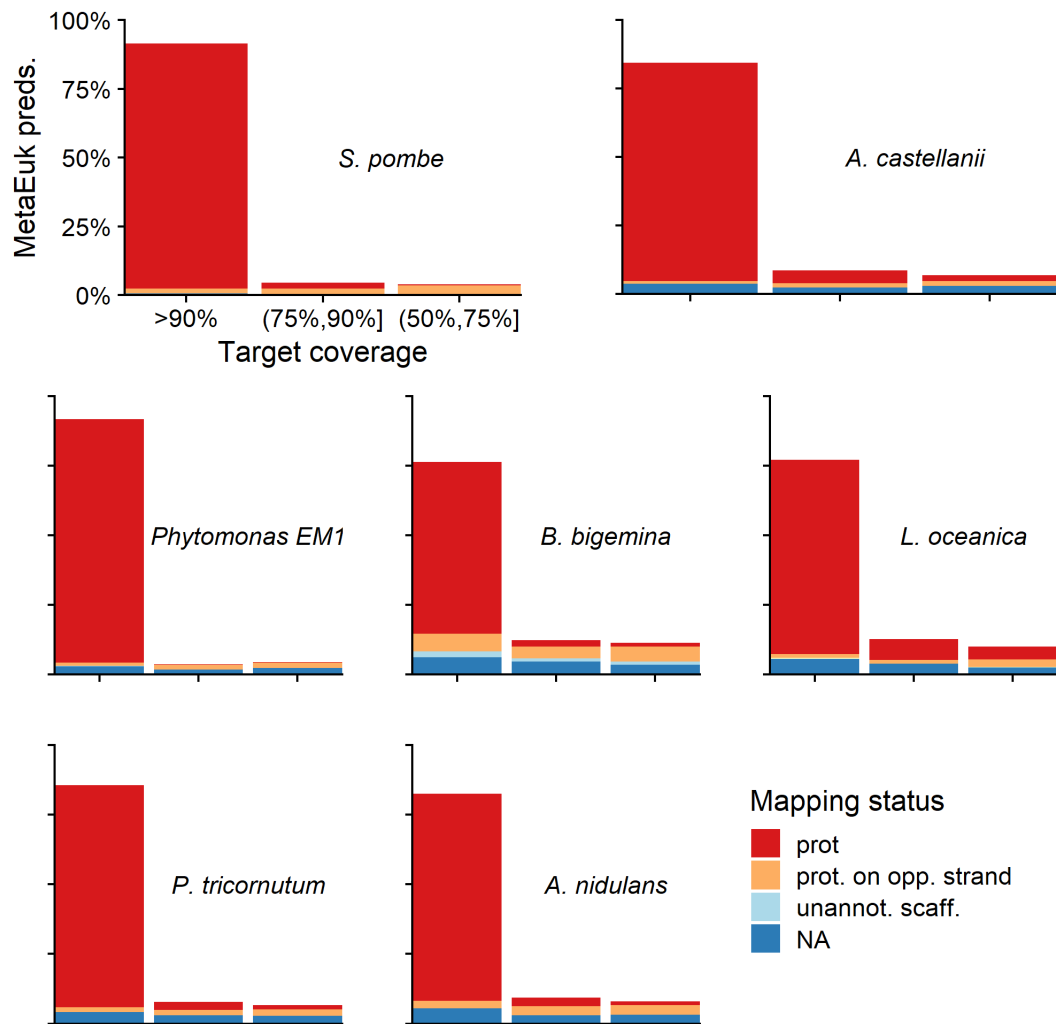 100%
75%
50%
25%
0%
MetaEuk preds.
S. pombe
>90%
(75%,90%]
(50%,75%]
Target coverage
A. castellanii
Phytomonas EM1
B. bigemina
L. oceanica
P. tricornutum
A. nidulans
Mapping status
prot
prot. on opp. strand
unannot. scaff.
NA